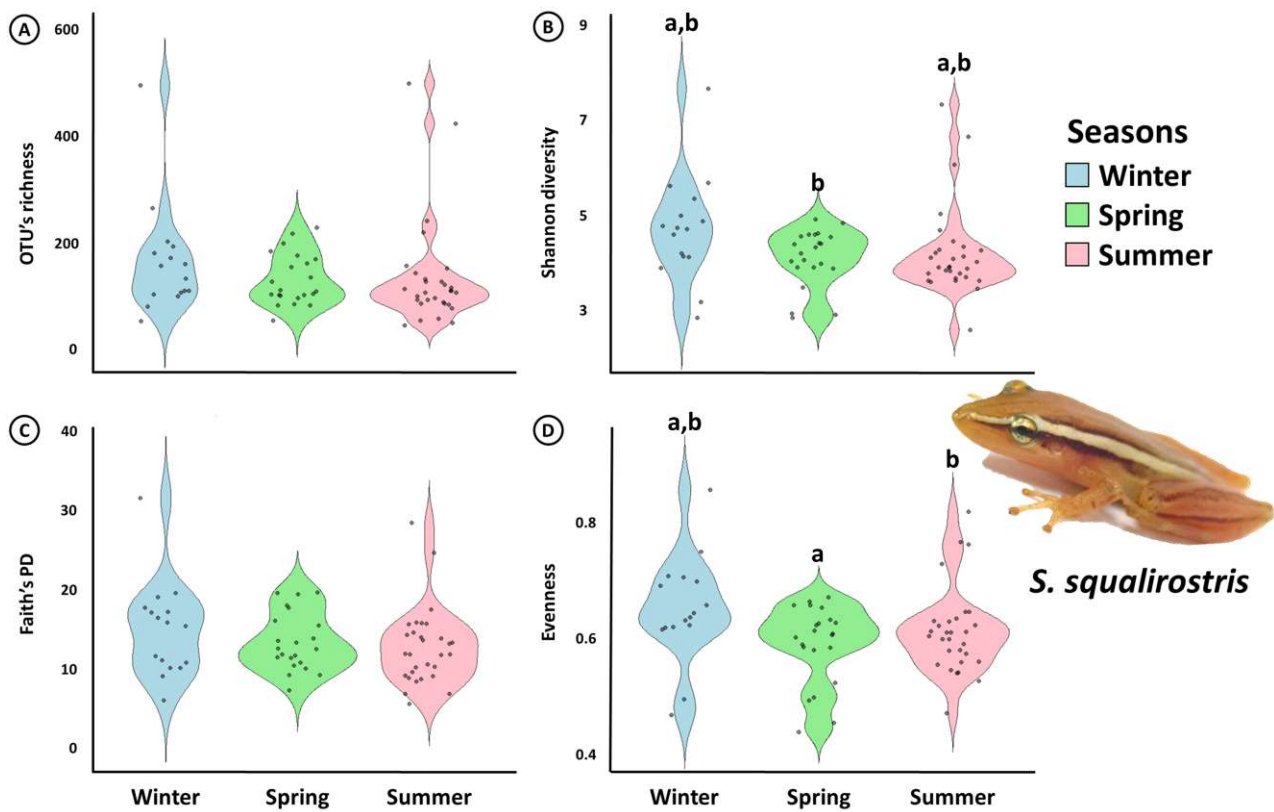 A
600
400
200
0
OTU's richness
B
9
7
5
3
Shannon diversity
a,b
b
a,b
Seasons
Winter
Spring
Summer
C
40
30
20
10
0
Faith's PD
Winter
Spring
Summer
D
0.8
0.6
0.4
Evenness
a,b
a
b
Winter
Spring
Summer
S. squalirostris